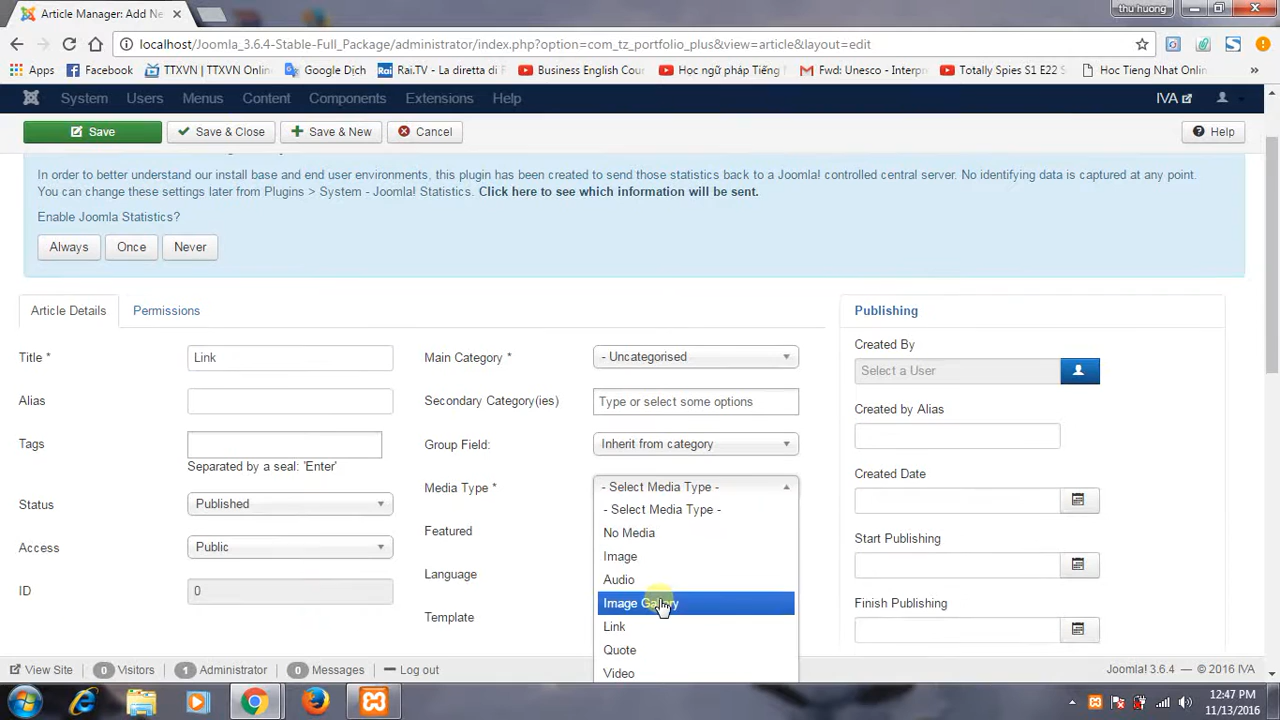 Article Manager: Add Ne
thu huong
localhost/Joomla_3.6.4-Stable-Full_Package/administrator/index.php?option=com_tz_portfolio_plus&view=article&layout=edit
Apps Facebook TTXVN Onlin Google Dịch Rai.TV - La diretta di F Business English Cour Học ngữ pháp Tiếng Fwd: Unesco - Interpr Totally Spies S1 E22 S Hoc Tieng Nhat Onlin
System Users Menus Content Components Extensions Help IVA
Save Save & Close Save & New Cancel Help
In order to better understand our install base and end user environments, this plugin has been created to send those statistics back to a Joomla! controlled central server. No identifying data is captured at any point.
You can change these settings later from Plugins > System - Joomla! Statistics. Click here to see which information will be sent.
Enable Joomla Statistics?
Always Once Never
Article Details Permissions Publishing
Title * Link Main Category * - Uncategorised Created By
Select a User
Alias Secondary Category(ies) Type or select some options Created by Alias
Tags Group Field: Inherit from category
Separated by a seal: 'Enter' Created Date
Media Type * - Select Media Type -
Status Published - Select Media Type -
Featured No Media Start Publishing
Access Public Image
Language Audio
ID 0 Image Gallery Finish Publishing
Template Link
Quote
Video
View Site 0 Visitors 1 Administrator 0 Messages Log out Joomla! 3.6.4 — © 2016 IVA
12:47 PM
11/13/2016